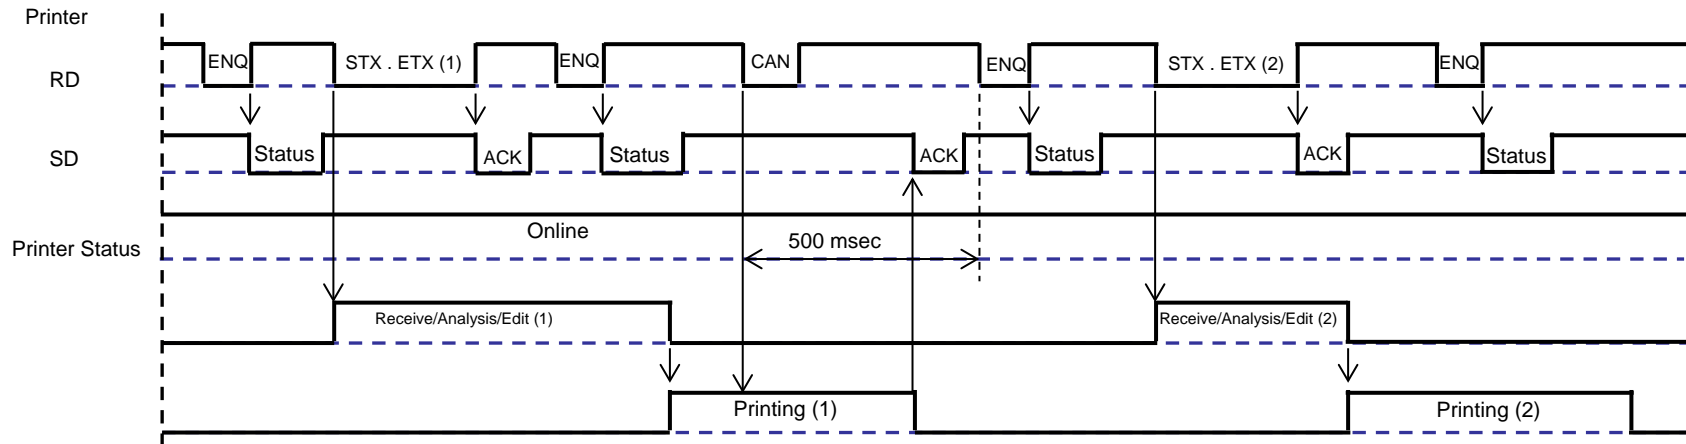 Printer
RD
ENQ
STX . ETX (1)
ENQ
CAN
ENQ
STX . ETX (2)
ENQ
SD
Status
ACK
Status
ACK
Status
ACK
Status
Online
Printer Status
500 msec
Receive/Analysis/Edit (1)
Receive/Analysis/Edit (2)
Printing (1)
Printing (2)